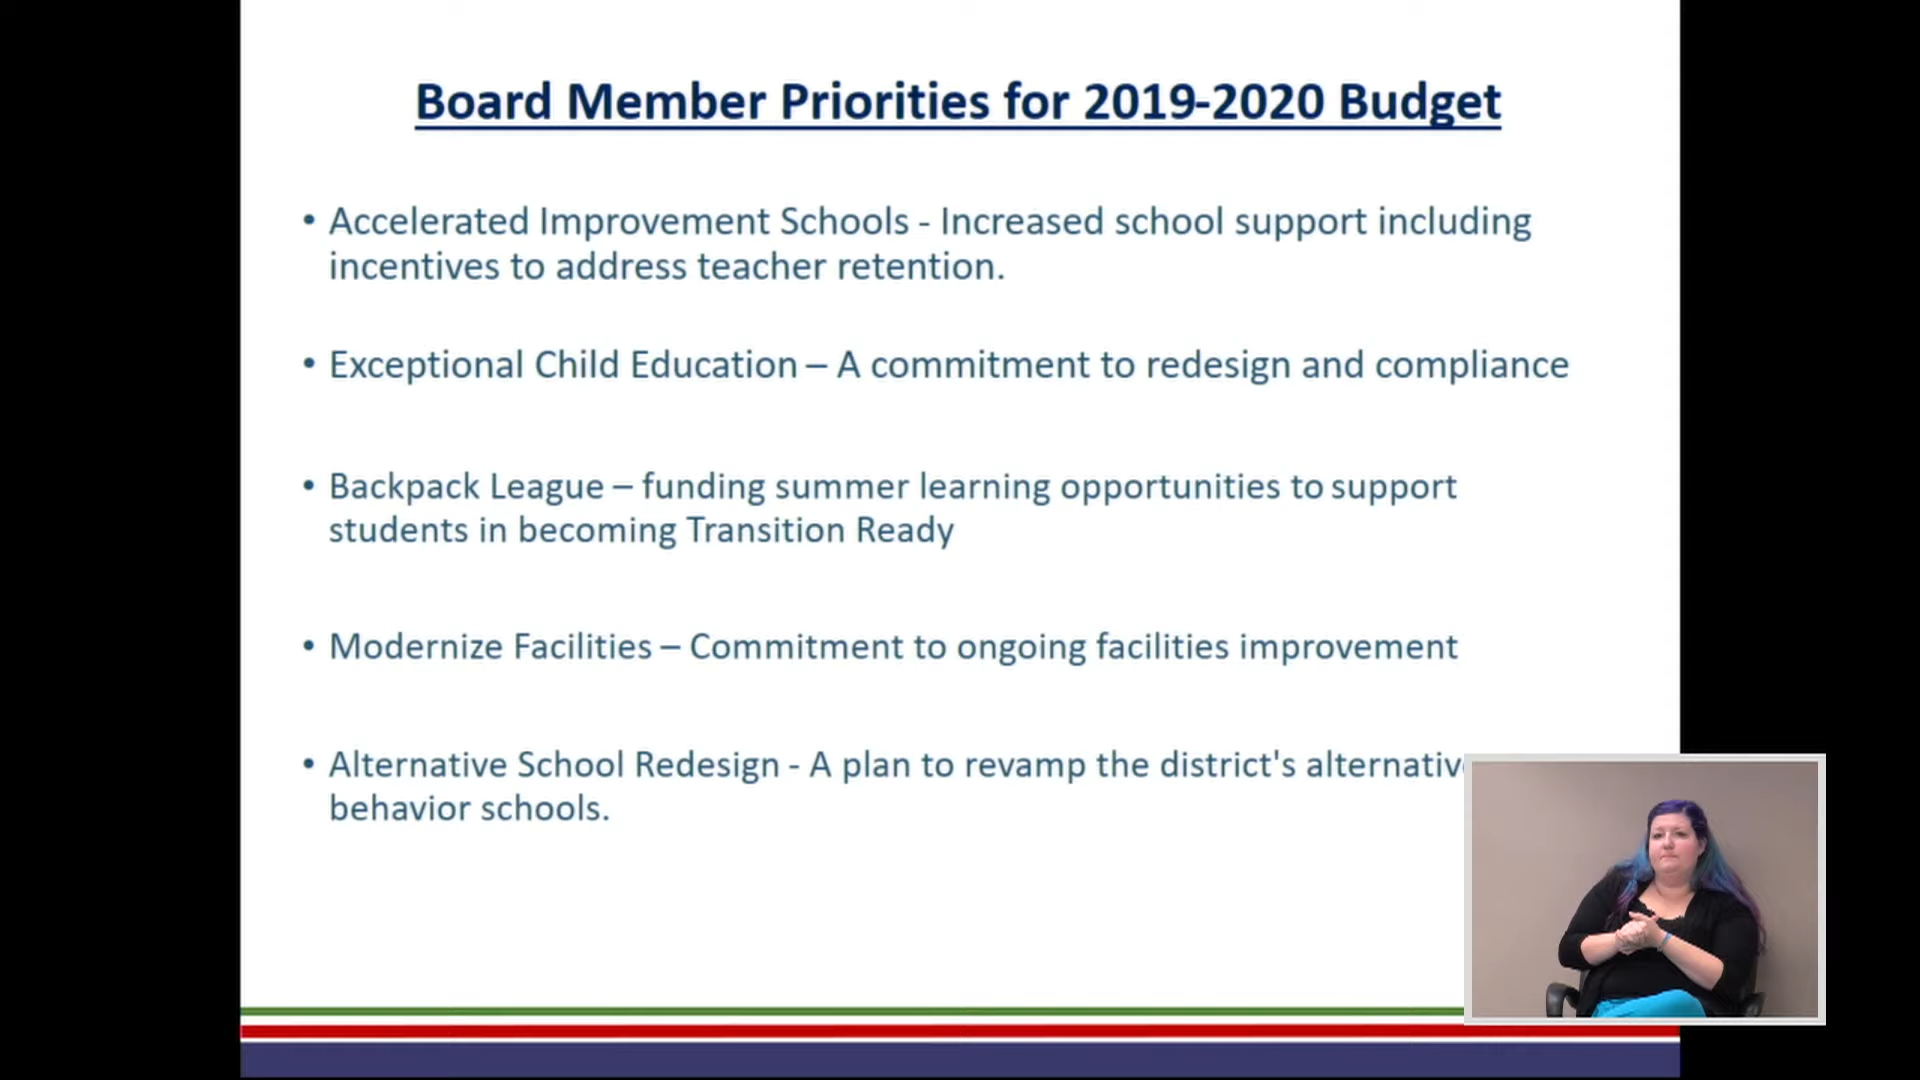 Board Member Priorities for 2019-2020 Budget
• Accelerated Improvement Schools - Increased school support including
incentives to address teacher retention.
• Exceptional Child Education – A commitment to redesign and compliance
• Backpack League – funding summer learning opportunities to support
students in becoming Transition Ready
• Modernize Facilities – Commitment to ongoing facilities improvement
• Alternative School Redesign - A plan to revamp the district's
behavior schools.